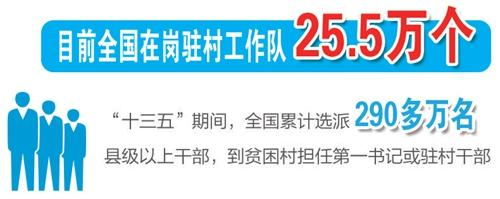 目前全国在岗驻村工作队 25.5万个
“十三五”期间，全国累计选派 290多万名
县级以上干部，到贫困村担任第一书记或驻村干部